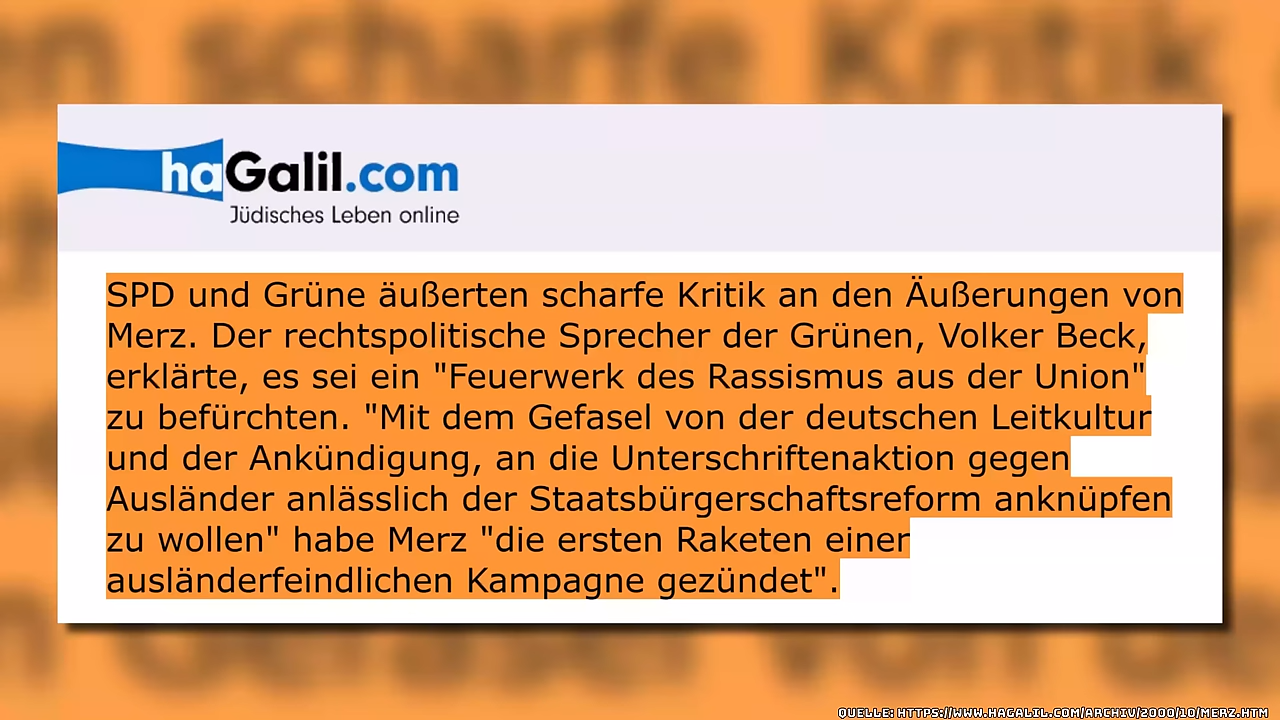 haGalil.com
Jüdisches Leben online
SPD und Grüne äußerten scharfe Kritik an den Äußerungen von
Merz. Der rechtspolitische Sprecher der Grünen, Volker Beck,
erklärte, es sei ein "Feuerwerk des Rassismus aus der Union"
zu befürchten. "Mit dem Gefasel von der deutschen Leitkultur
und der Ankündigung, an die Unterschriftenaktion gegen
Ausländer anlässlich der Staatsbürgerschaftsreform anknüpfen
zu wollen" habe Merz "die ersten Raketen einer
ausländerfeindlichen Kampagne gezündet".
QUELLE: HTTPS://WWW.HAGALIL.COM/ARCHIV/2000/10/MERZ.HTM